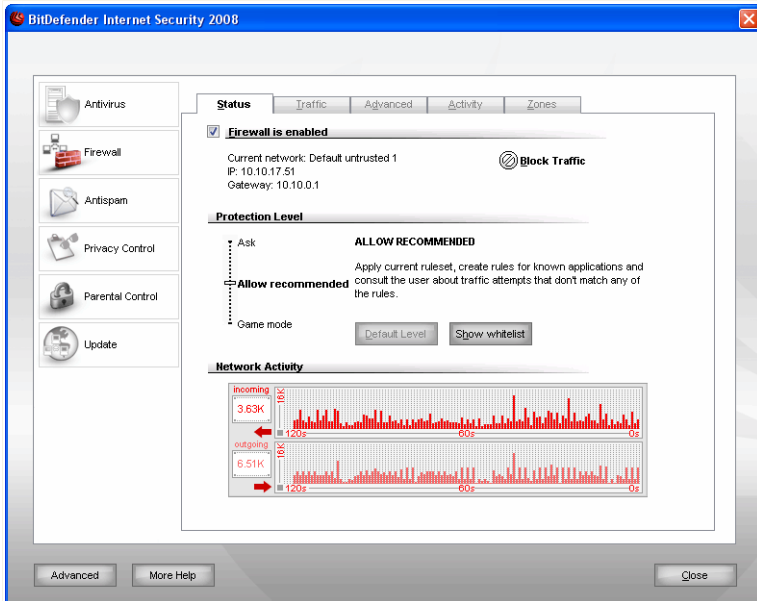 BitDefender Internet Security 2008
Antivirus
Firewall
Antispam
Privacy Control
Parental Control
Update
Status Traffic Advanced Activity Zones
Firewall is enabled
Current network: Default untrusted 1
IP: 10.10.17.51
Gateway: 10.10.0.1
Block Traffic
Protection Level
Ask
Allow recommended
Game mode
ALLOW RECOMMENDED
Apply current ruleset, create rules for known applications and
consult the user about traffic attempts that don't match any of
the rules.
Default Level Show whitelist
Network Activity
incoming
3.63K
16K
120s 60s 0s
outgoing
6.51K
16K
120s 60s 0s
Advanced More Help Close